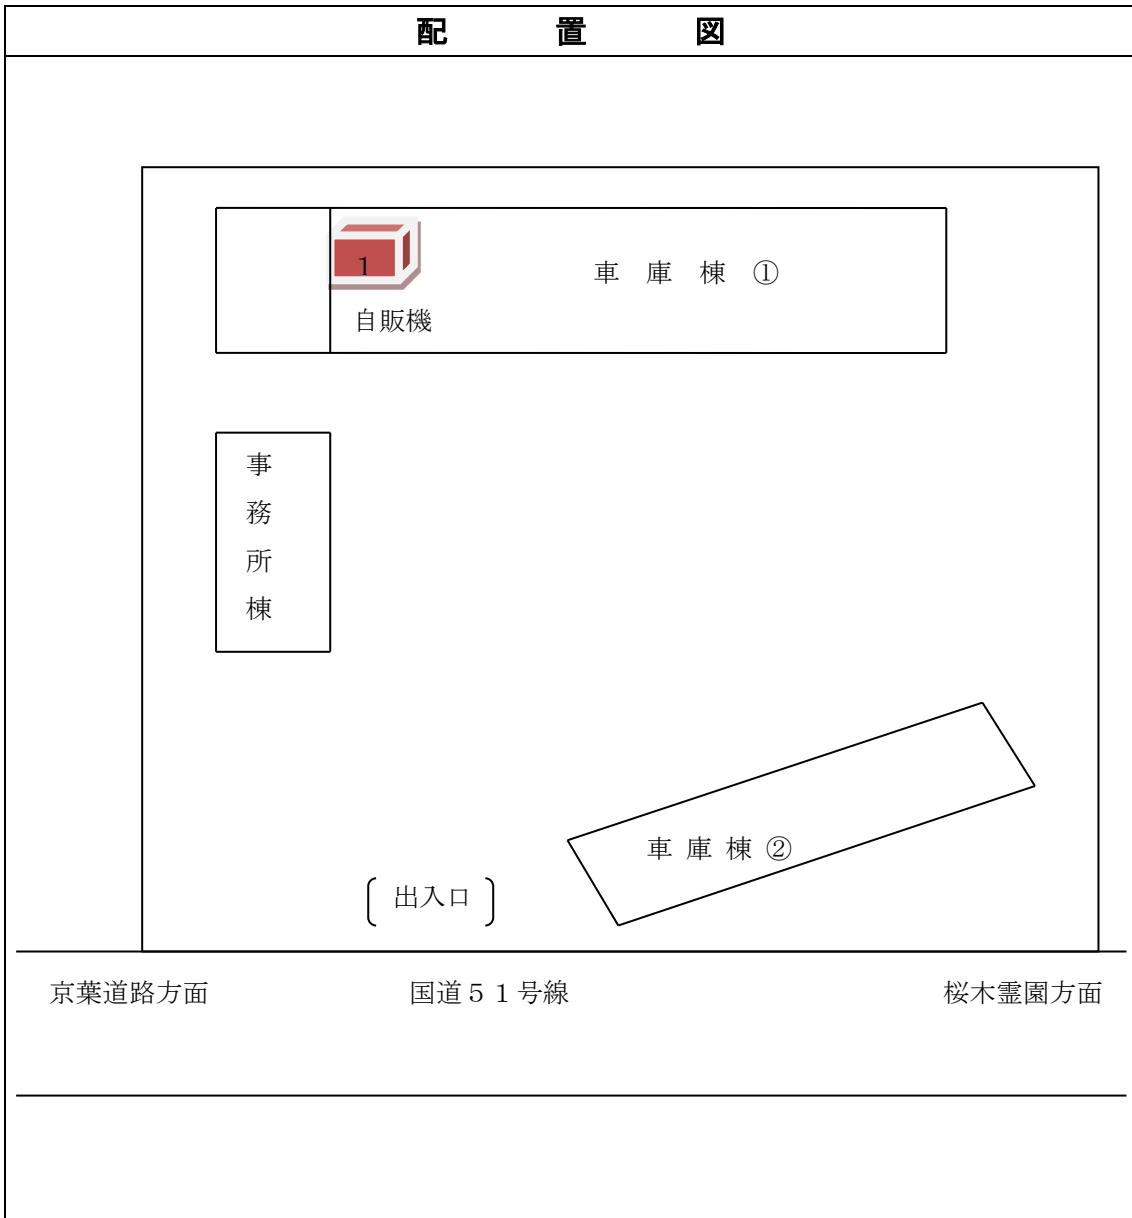 配 置 図
1
車 庫 棟 ①
自販機
事
務
所
棟
車 庫 棟 ②
出入口
京葉道路方面 国道５１号線 桜木霊園方面